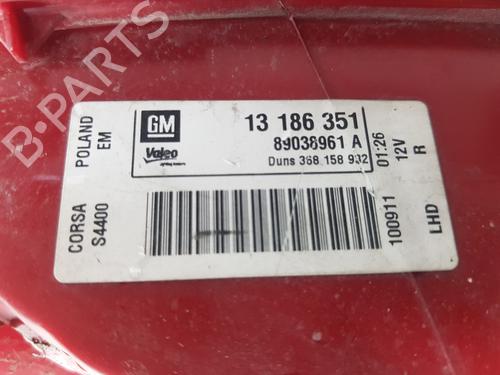 B-PARTS
GM
Valeo
13 186 351
89038961 A
Duns 368 158 932
CORSA POLAND
S4400 EM
100911 01:26
12V
LHD R